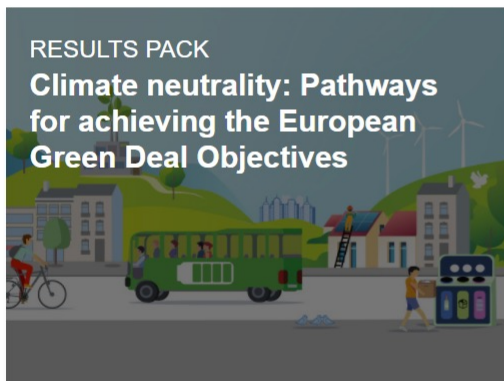 RESULTS PACK
Climate neutrality: Pathways
for achieving the European
Green Deal Objectives